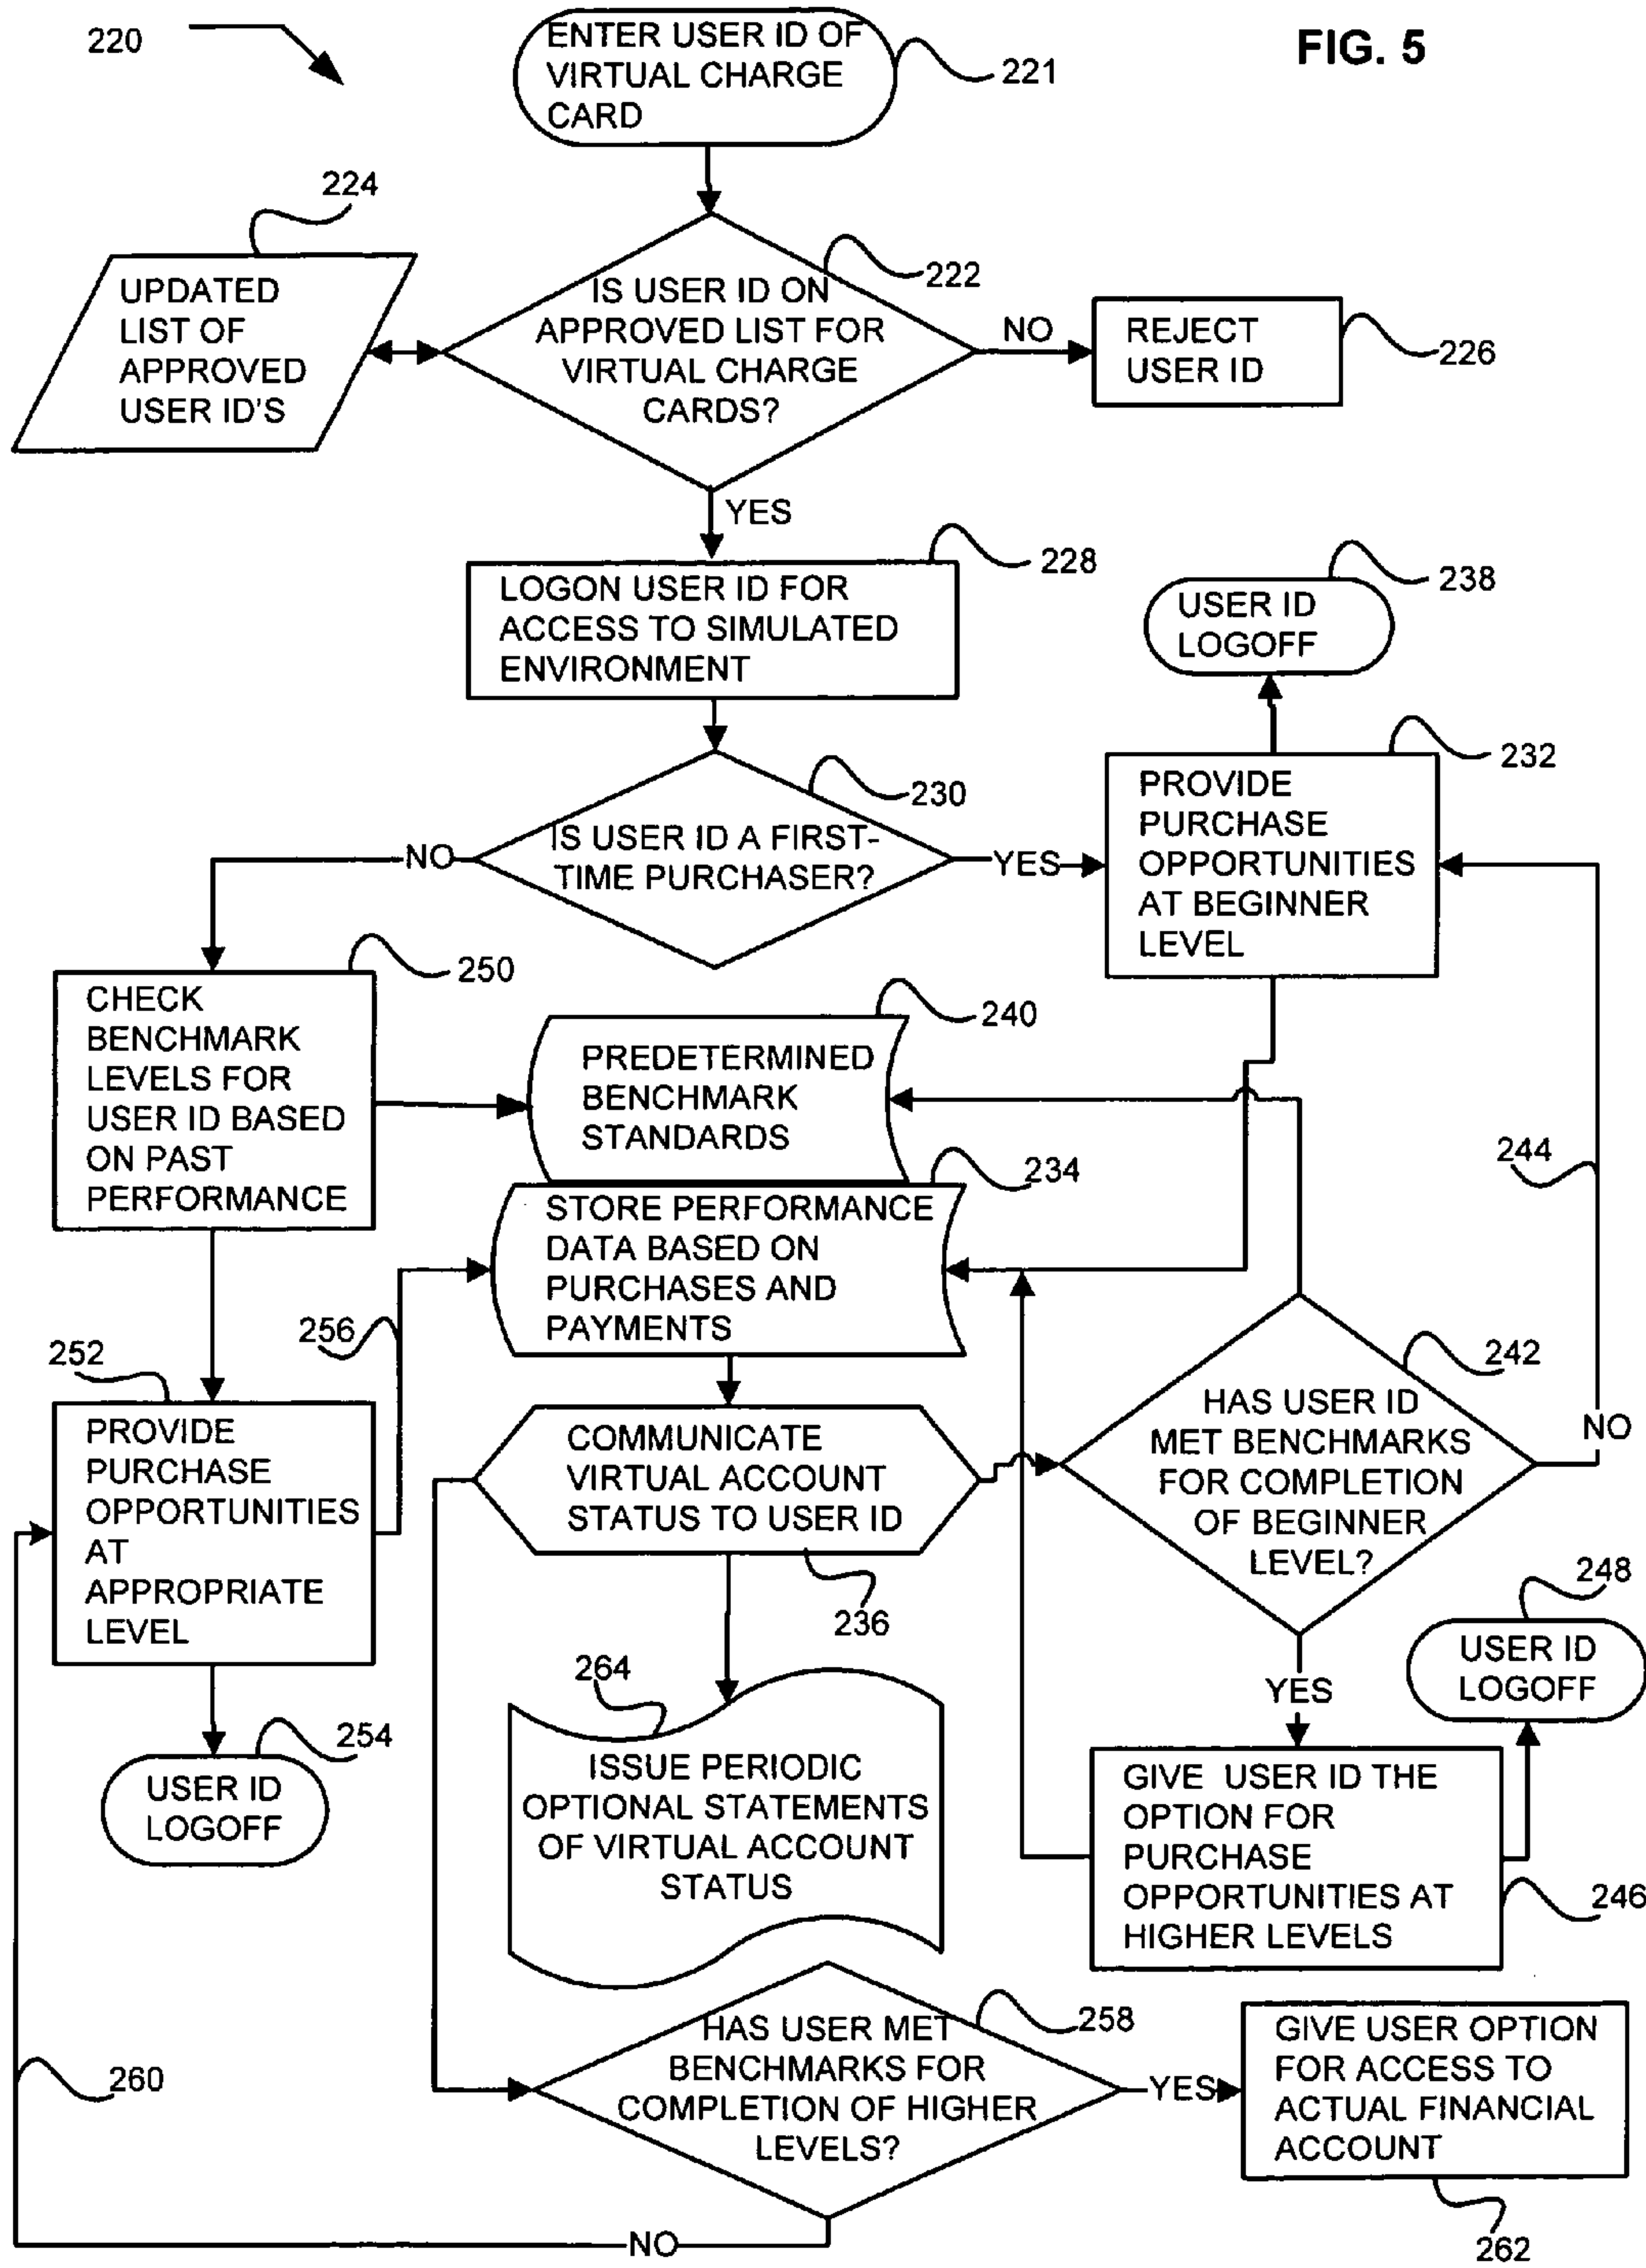 220
ENTER USER ID OF
VIRTUAL CHARGE
CARD
221
FIG. 5
224
UPDATED
LIST OF
APPROVED
USER ID'S
IS USER ID ON
APPROVED LIST FOR
VIRTUAL CHARGE
CARDS?
222
NO
REJECT
USER ID
226
YES
LOGON USER ID FOR
ACCESS TO SIMULATED
ENVIRONMENT
228
USER ID
LOGOFF
238
IS USER ID A FIRST-
TIME PURCHASER?
230
NO
YES
PROVIDE
PURCHASE
OPPORTUNITIES
AT BEGINNER
LEVEL
232
CHECK
BENCHMARK
LEVELS FOR
USER ID BASED
ON PAST
PERFORMANCE
250
PREDETERMINED
BENCHMARK
STANDARDS
240
STORE PERFORMANCE
DATA BASED ON
PURCHASES AND
PAYMENTS
234
244
256
252
PROVIDE
PURCHASE
OPPORTUNITIES
AT
APPROPRIATE
LEVEL
COMMUNICATE
VIRTUAL ACCOUNT
STATUS TO USER ID
236
HAS USER ID
MET BENCHMARKS
FOR COMPLETION
OF BEGINNER
LEVEL?
242
NO
YES
248
USER ID
LOGOFF
254
USER ID
LOGOFF
264
ISSUE PERIODIC
OPTIONAL STATEMENTS
OF VIRTUAL ACCOUNT
STATUS
GIVE USER ID THE
OPTION FOR
PURCHASE
OPPORTUNITIES AT
HIGHER LEVELS
246
HAS USER MET
BENCHMARKS FOR
COMPLETION OF HIGHER
LEVELS?
258
YES
GIVE USER OPTION
FOR ACCESS TO
ACTUAL FINANCIAL
ACCOUNT
262
260
NO